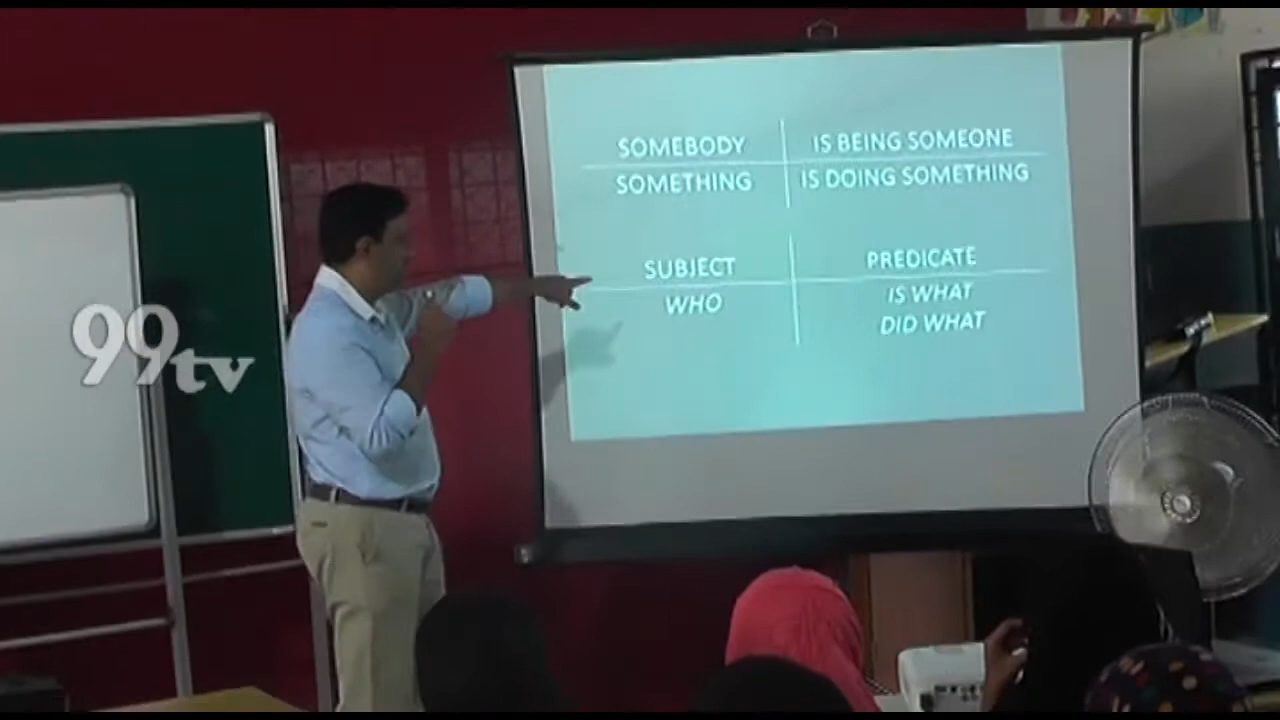 SOMEBODY IS BEING SOMEONE
SOMETHING IS DOING SOMETHING
SUBJECT PREDICATE
WHO IS WHAT
DID WHAT
99tv